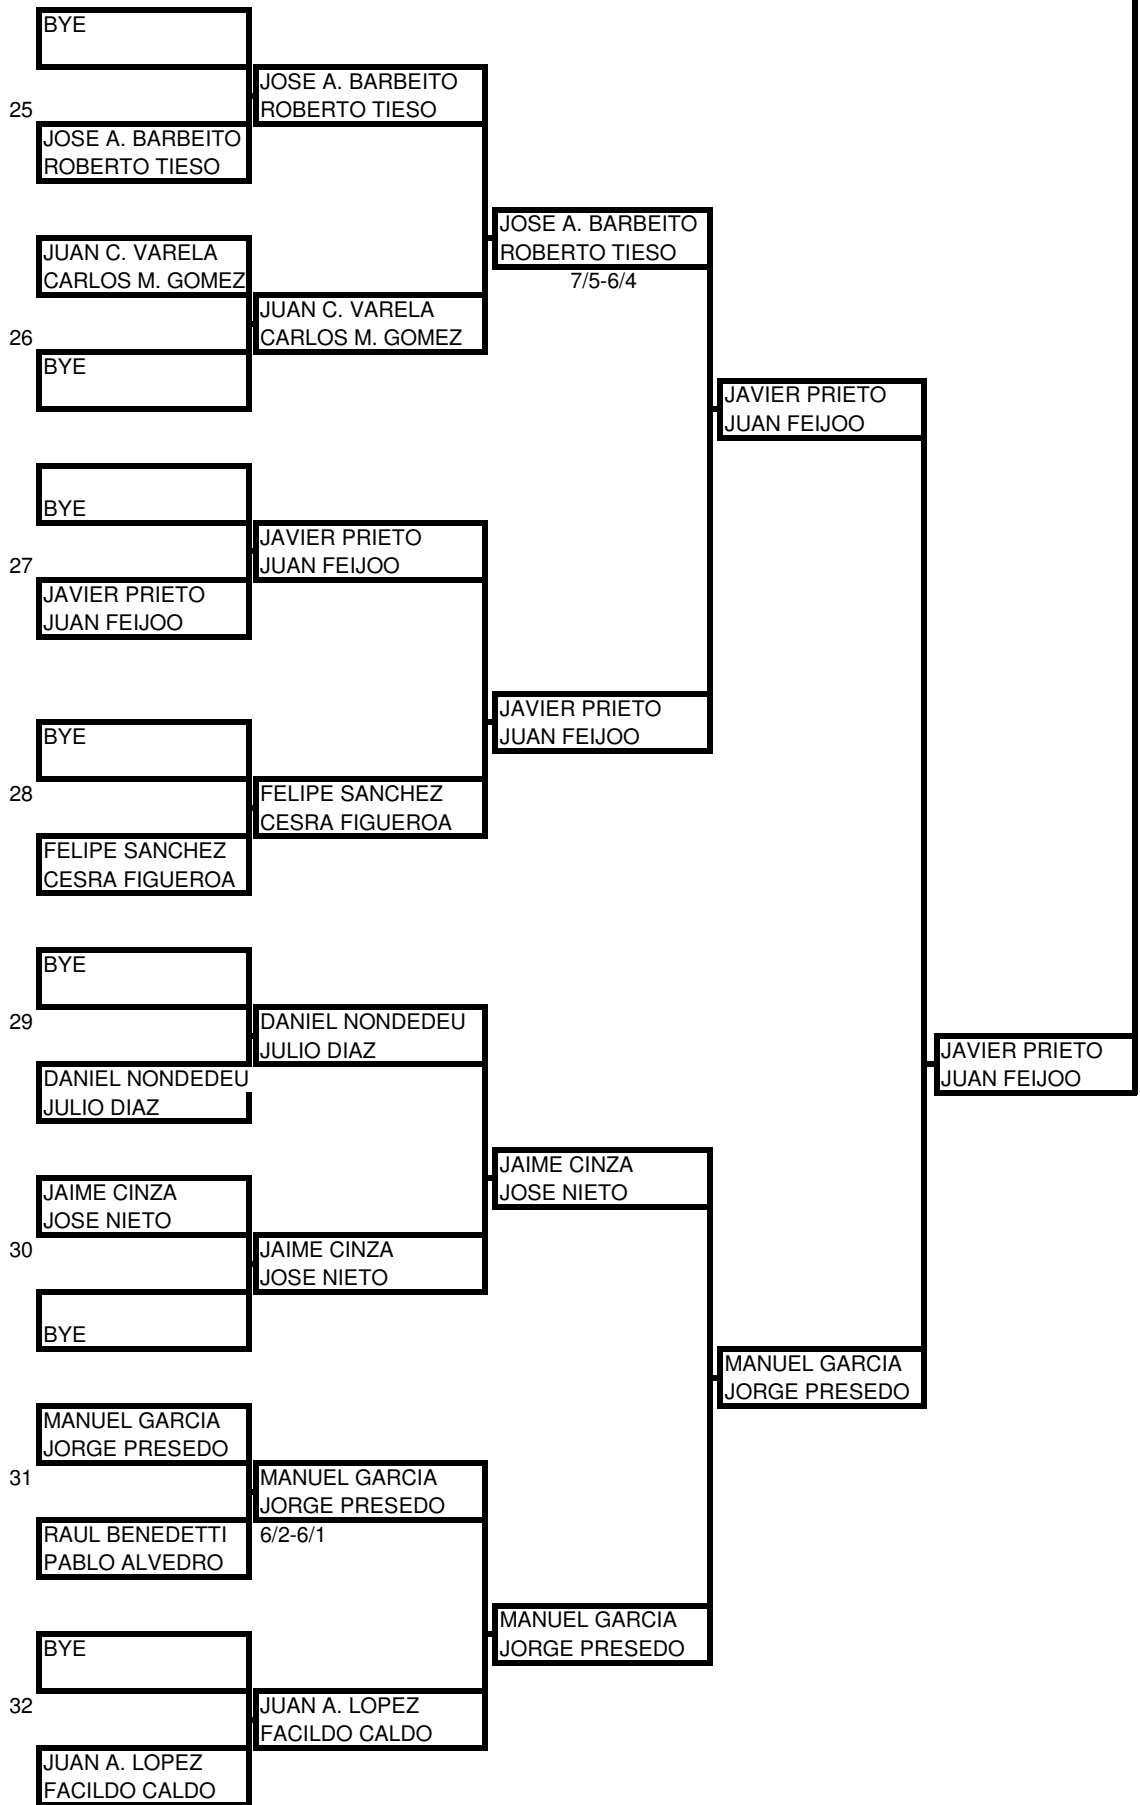 BYE
JOSE A. BARBEITO
25 ROBERTO TIESO
JOSE A. BARBEITO
ROBERTO TIESO
JOSE A. BARBEITO
JUAN C. VARELA
ROBERTO TIESO
CARLOS M. GOMEZ
7/5-6/4
JUAN C. VARELA
26 CARLOS M. GOMEZ
BYE
JAVIER PRIETO
JUAN FEIJOO
BYE
JAVIER PRIETO
27 JUAN FEIJOO
JAVIER PRIETO
JUAN FEIJOO
JAVIER PRIETO
BYE
JUAN FEIJOO
28 FELIPE SANCHEZ
CESRA FIGUEROA
FELIPE SANCHEZ
CESRA FIGUEROA
BYE
29 DANIEL NONDEDEU
JULIO DIAZ
JAVIER PRIETO
DANIEL NONDEDEU
JUAN FEIJOO
JULIO DIAZ
JAIME CINZA
JAIME CINZA
JOSE NIETO
JOSE NIETO
30 JAIME CINZA
JOSE NIETO
BYE
MANUEL GARCIA
JORGE PRESEDO
MANUEL GARCIA
JORGE PRESEDO
31 MANUEL GARCIA
JORGE PRESEDO
RAUL BENEDETTI
6/2-6/1
PABLO ALVEDRO
MANUEL GARCIA
BYE
JORGE PRESEDO
32 JUAN A. LOPEZ
FACILDO CALDO
JUAN A. LOPEZ
FACILDO CALDO